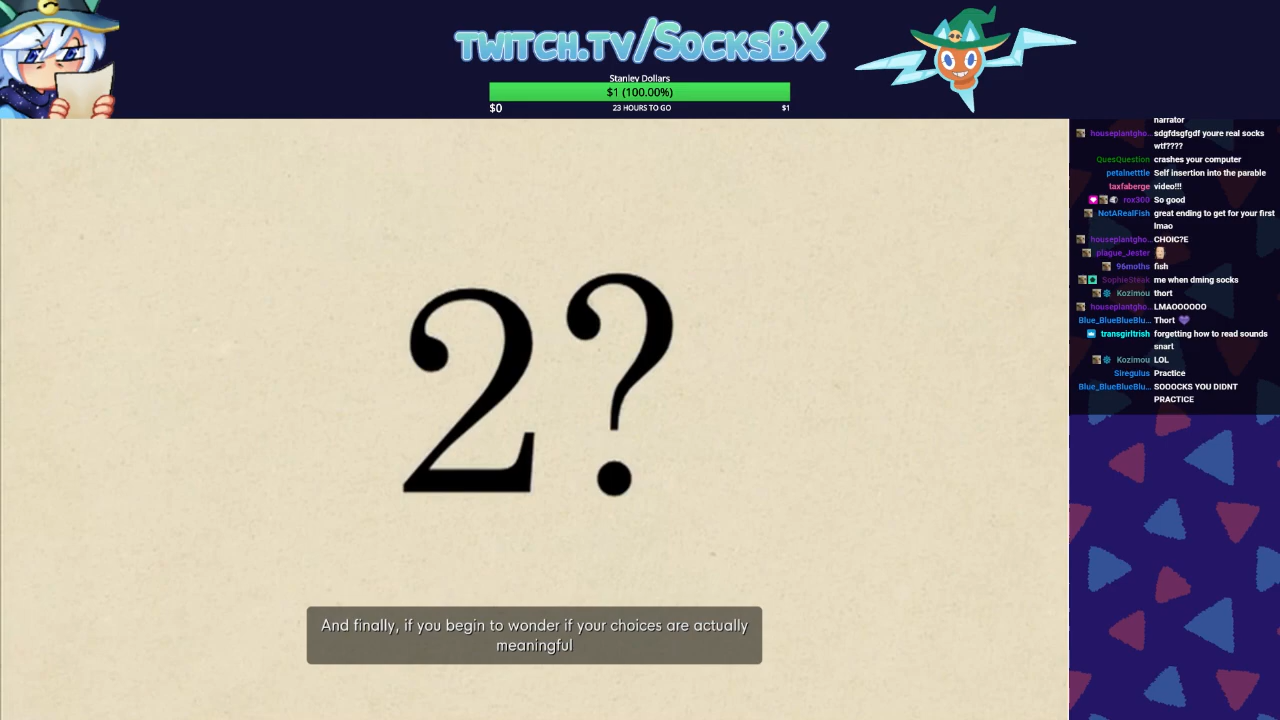 twitch.tv/SocksBX
Stanley Dollars
$1 (100.00%)
$0 23 HOURS TO GO $1
narrator
houseplantgho... sdgfdsgfgdf youre real socks
wtf????
QuesQuestion crashes your computer
petalnetttle Self insertion into the parable
taxfaberge video!!!
rox300 So good
NotARealFish great ending to get for your first
lmao
houseplantgho... CHOIC?E
plague_Jester
96moths fish
SophieSteak me when dming socks
Kozimou thort
houseplantgho... LMAOOOOOO
Blue_BlueBlueBlu... Thort
transgirltrish forgetting how to read sounds
snart
Kozimou LOL
Siregulus Practice
Blue_BlueBlueBlu... SOOOCKS YOU DIDNT
PRACTICE
2?
And finally, if you begin to wonder if your choices are actually
meaningful